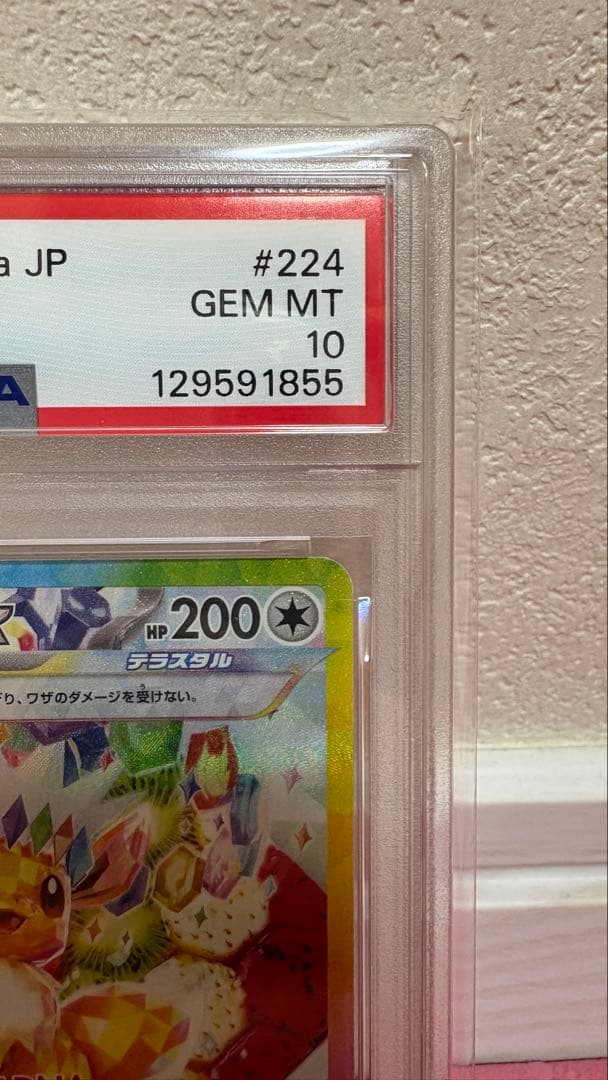 a JP #224
GEM MT
10
A 129591855
HP200
テラスタル
り、ワザのダメージを受けない。